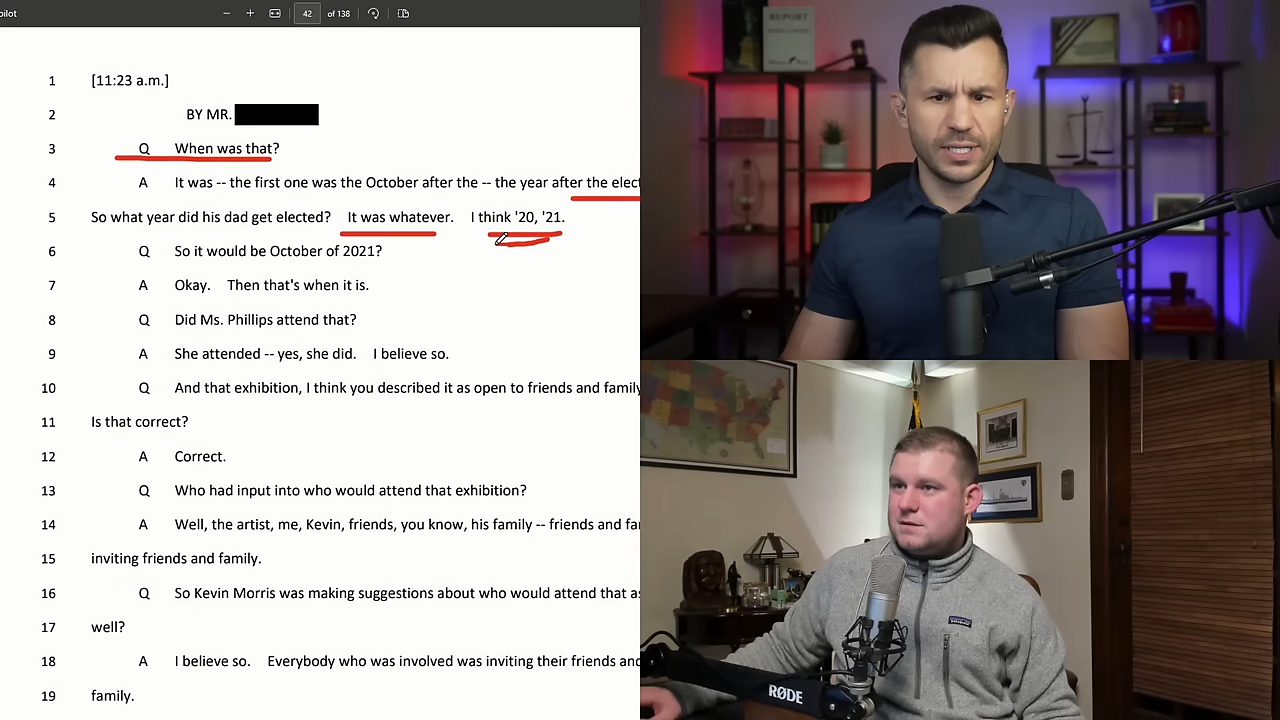 pilot
42 of 138
1 [11:23 a.m.]
2 BY MR.
3 Q When was that?
4 A It was -- the first one was the October after the -- the year after the elect
5 So what year did his dad get elected? It was whatever. I think '20, '21.
6 Q So it would be October of 2021?
7 A Okay. Then that's when it is.
8 Q Did Ms. Phillips attend that?
9 A She attended -- yes, she did. I believe so.
10 Q And that exhibition, I think you described it as open to friends and family
11 Is that correct?
12 A Correct.
13 Q Who had input into who would attend that exhibition?
14 A Well, the artist, me, Kevin, friends, you know, his family -- friends and fa
15 inviting friends and family.
16 Q So Kevin Morris was making suggestions about who would attend that as
17 well?
18 A I believe so. Everybody who was involved was inviting their friends and
19 family.
REPORT
patagonia
RØDE